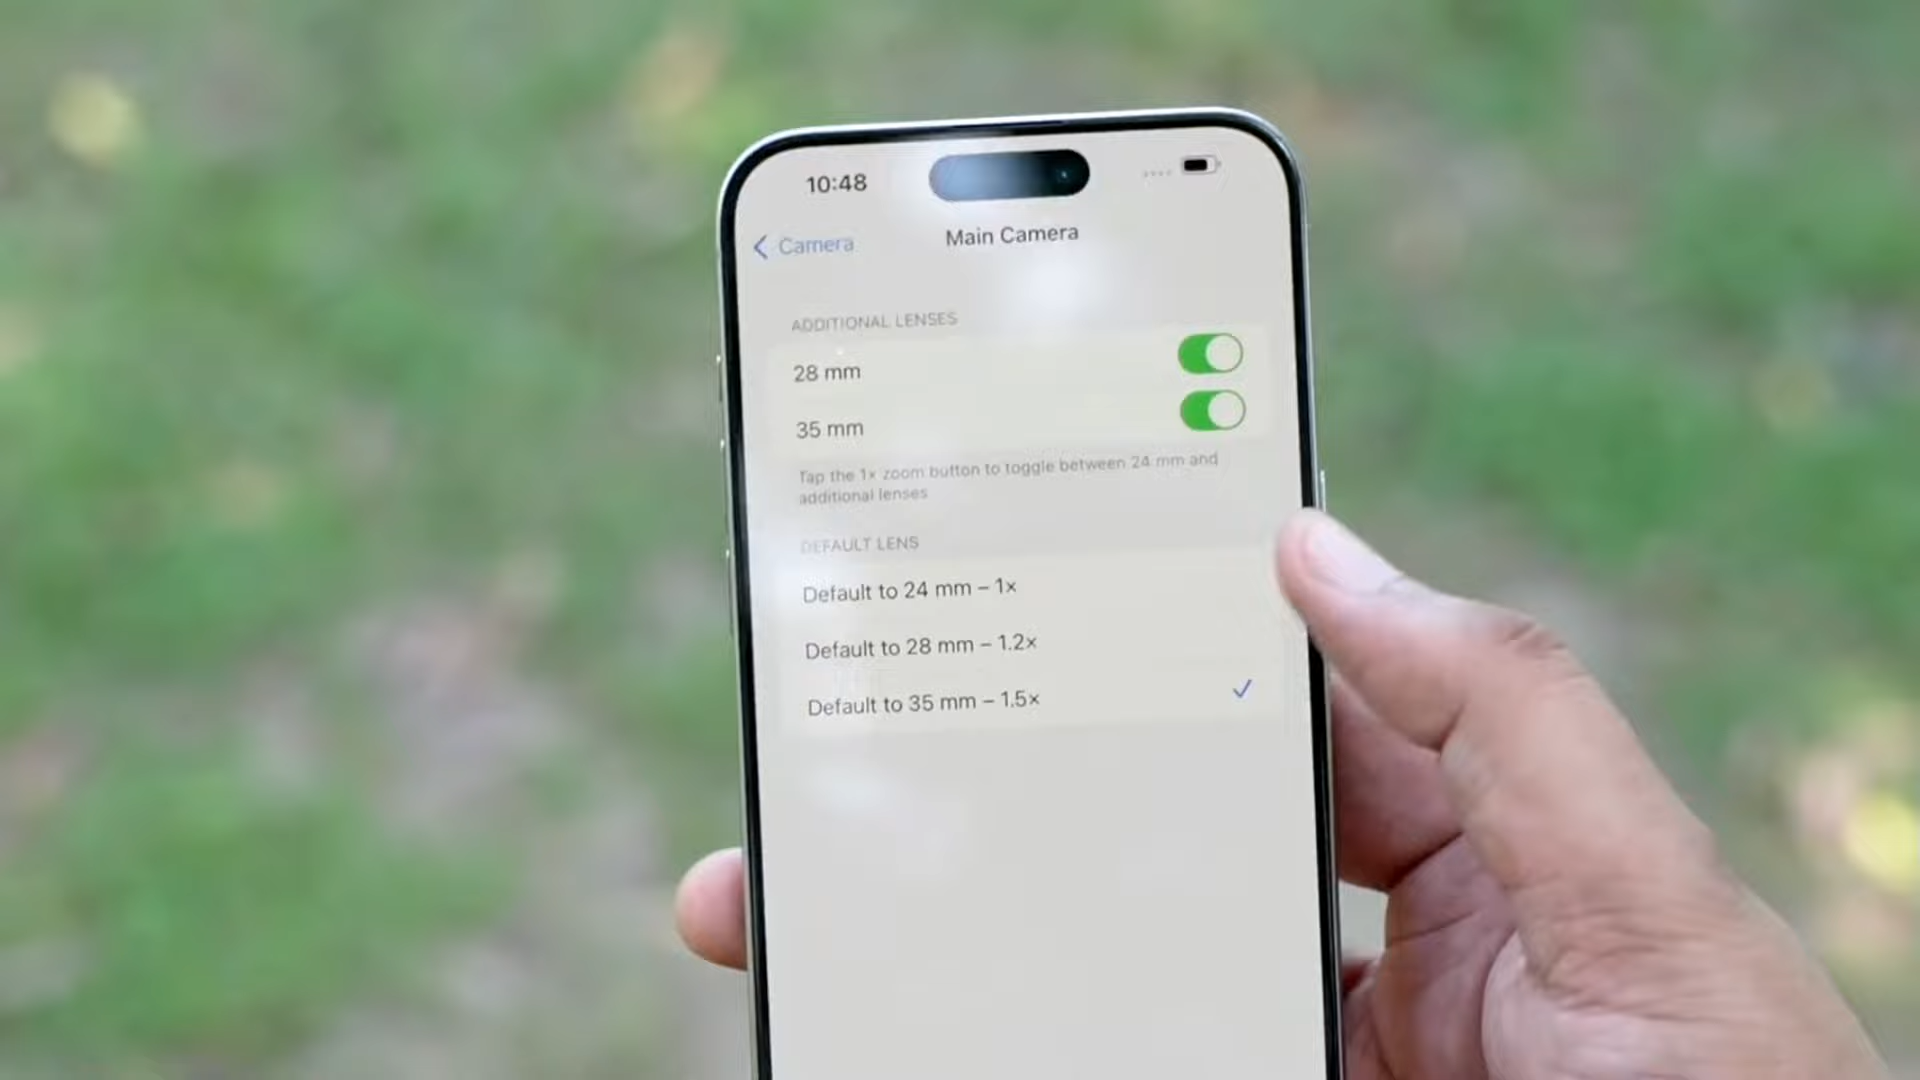 10:48
Camera
Main Camera
ADDITIONAL LENSES
28 mm
35 mm
Tap the 1x zoom button to toggle between 24 mm and
additional lenses
DEFAULT LENS
Default to 24 mm – 1x
Default to 28 mm – 1.2x
Default to 35 mm – 1.5x